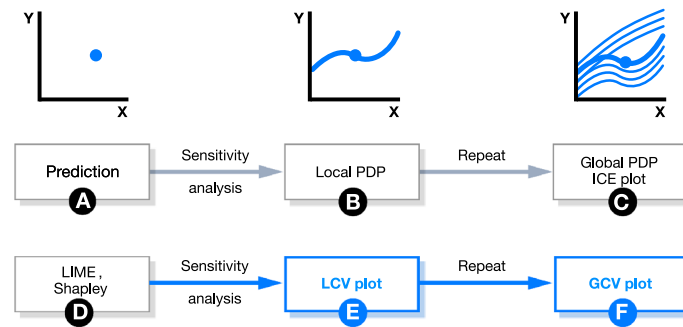 Y
X
Y
X
Y
X
Prediction
A
Sensitivity
analysis
Local PDP
B
Repeat
Global PDP
ICE plot
C
LIME ,
Shapley
D
Sensitivity
analysis
LCV plot
E
Repeat
GCV plot
F